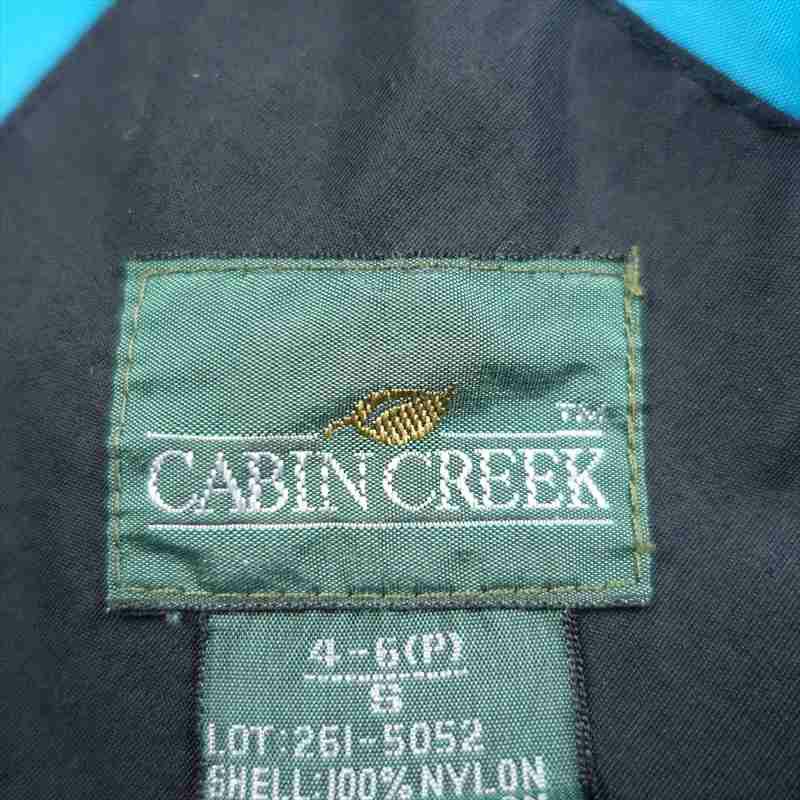 TM
CABIN CREEK
4-6(P)
S
LOT:261-5052
SHELL:100% NYLON